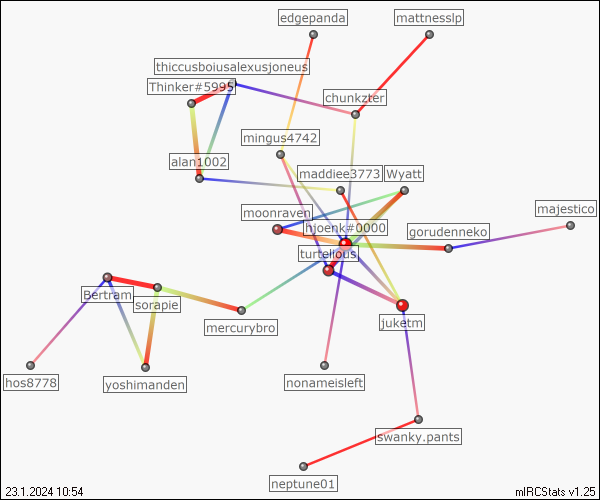 edgepanda
mattnesslp
thiccusboiusalexusjoneus
Thinker#5995
chunkzter
mingus4742
alan1002
maddiee3773
Wyatt
moonraven
majestico
hjoenk#0000
gorudenneko
turtellous
Bertram
sorapie
mercurybro
juketm
hos8778
yoshimanden
nonameisleft
swanky.pants
neptune01
23.1.2024 10:54
mIRCStats v1.25